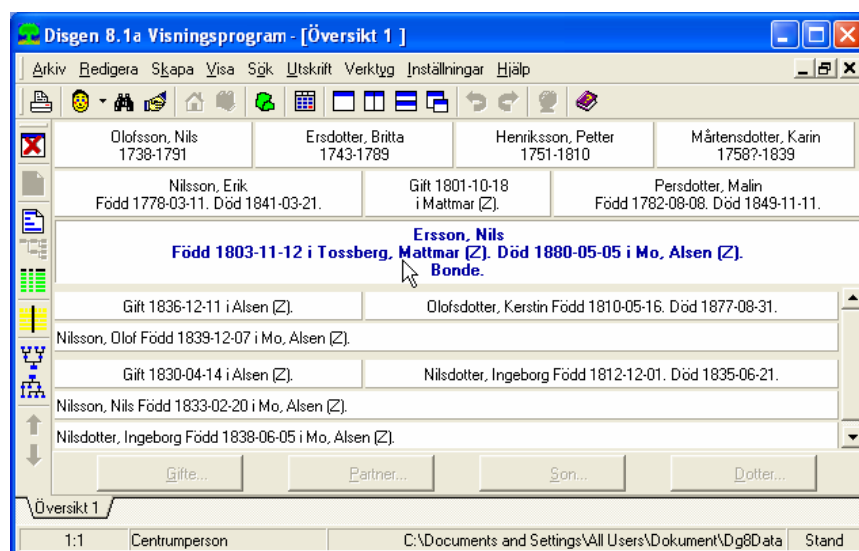 Disgen 8.1a Visningsprogram - [Översikt 1 ]
Arkiv Redigera Skapa Visa Sök Utskrift Verktyg Inställningar Hjälp
Olofsson, Nils
1738-1791
Ersdotter, Britta
1743-1789
Henriksson, Petter
1751-1810
Mårtensdotter, Karin
1758?-1839
Nilsson, Erik
Född 1778-03-11. Död 1841-03-21.
Gift 1801-10-18
i Mattmar (Z).
Persdotter, Malin
Född 1782-08-08. Död 1849-11-11.
Ersson, Nils
Född 1803-11-12 i Tossberg, Mattmar (Z). Död 1880-05-05 i Mo, Alsen (Z).
Bonde.
Gift 1836-12-11 i Alsen (Z). Olofsdotter, Kerstin Född 1810-05-16. Död 1877-08-31.
Nilsson, Olof Född 1839-12-07 i Mo, Alsen (Z).
Gift 1830-04-14 i Alsen (Z). Nilsdotter, Ingeborg Född 1812-12-01. Död 1835-06-21.
Nilsson, Nils Född 1833-02-20 i Mo, Alsen (Z).
Nilsdotter, Ingeborg Född 1838-06-05 i Mo, Alsen (Z).
Gifte... Partner... Son... Dotter...
Översikt 1
1:1 Centrumperson C:\Documents and Settings\All Users\Dokument\Dg8Data Stand